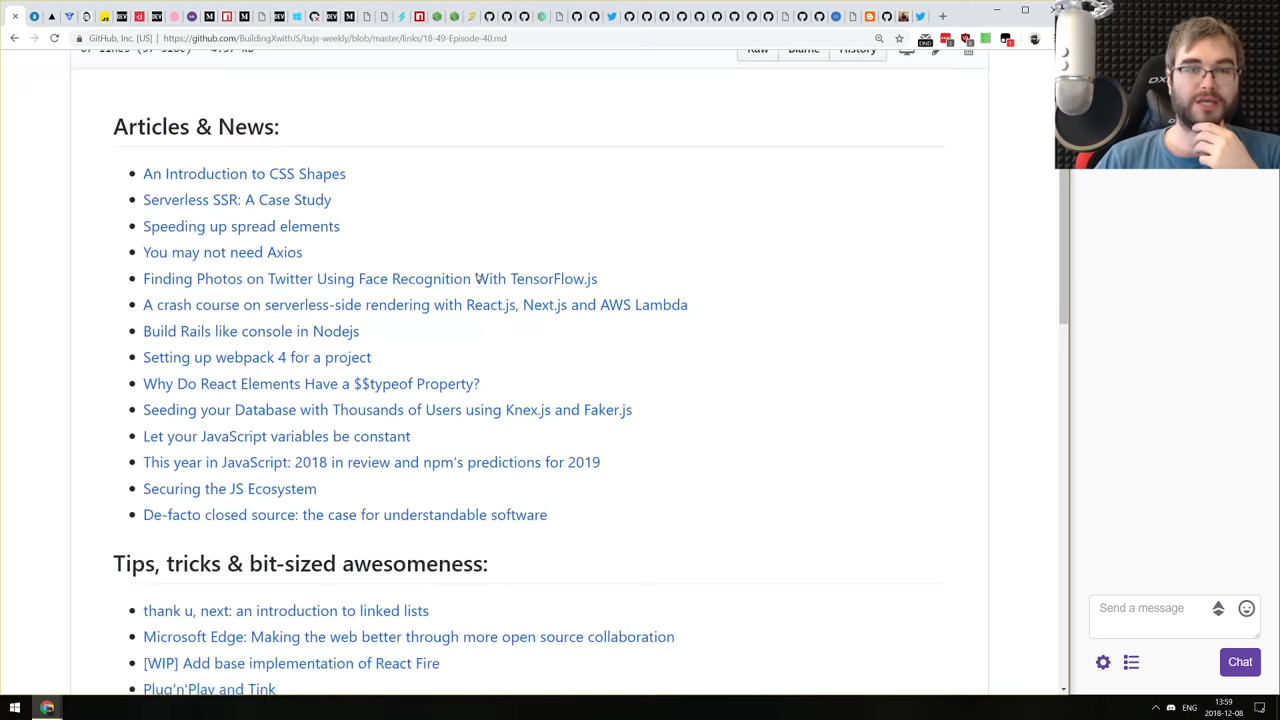 GitHub, Inc. [US] | https://github.com/BuildingXwithJS/bxjs-weekly/blob/master/links/18-49-Episode-40.md
Raw Blame History
Articles & News:
An Introduction to CSS Shapes
Serverless SSR: A Case Study
Speeding up spread elements
You may not need Axios
Finding Photos on Twitter Using Face Recognition With TensorFlow.js
A crash course on serverless-side rendering with React.js, Next.js and AWS Lambda
Build Rails like console in Nodejs
Setting up webpack 4 for a project
Why Do React Elements Have a $$typeof Property?
Seeding your Database with Thousands of Users using Knex.js and Faker.js
Let your JavaScript variables be constant
This year in JavaScript: 2018 in review and npm's predictions for 2019
Securing the JS Ecosystem
De-facto closed source: the case for understandable software
Tips, tricks & bit-sized awesomeness:
thank u, next: an introduction to linked lists
Microsoft Edge: Making the web better through more open source collaboration
[WIP] Add base implementation of React Fire
Plug'n'Play and Tink
Send a message
Chat
ENG
13:59
2018-12-08